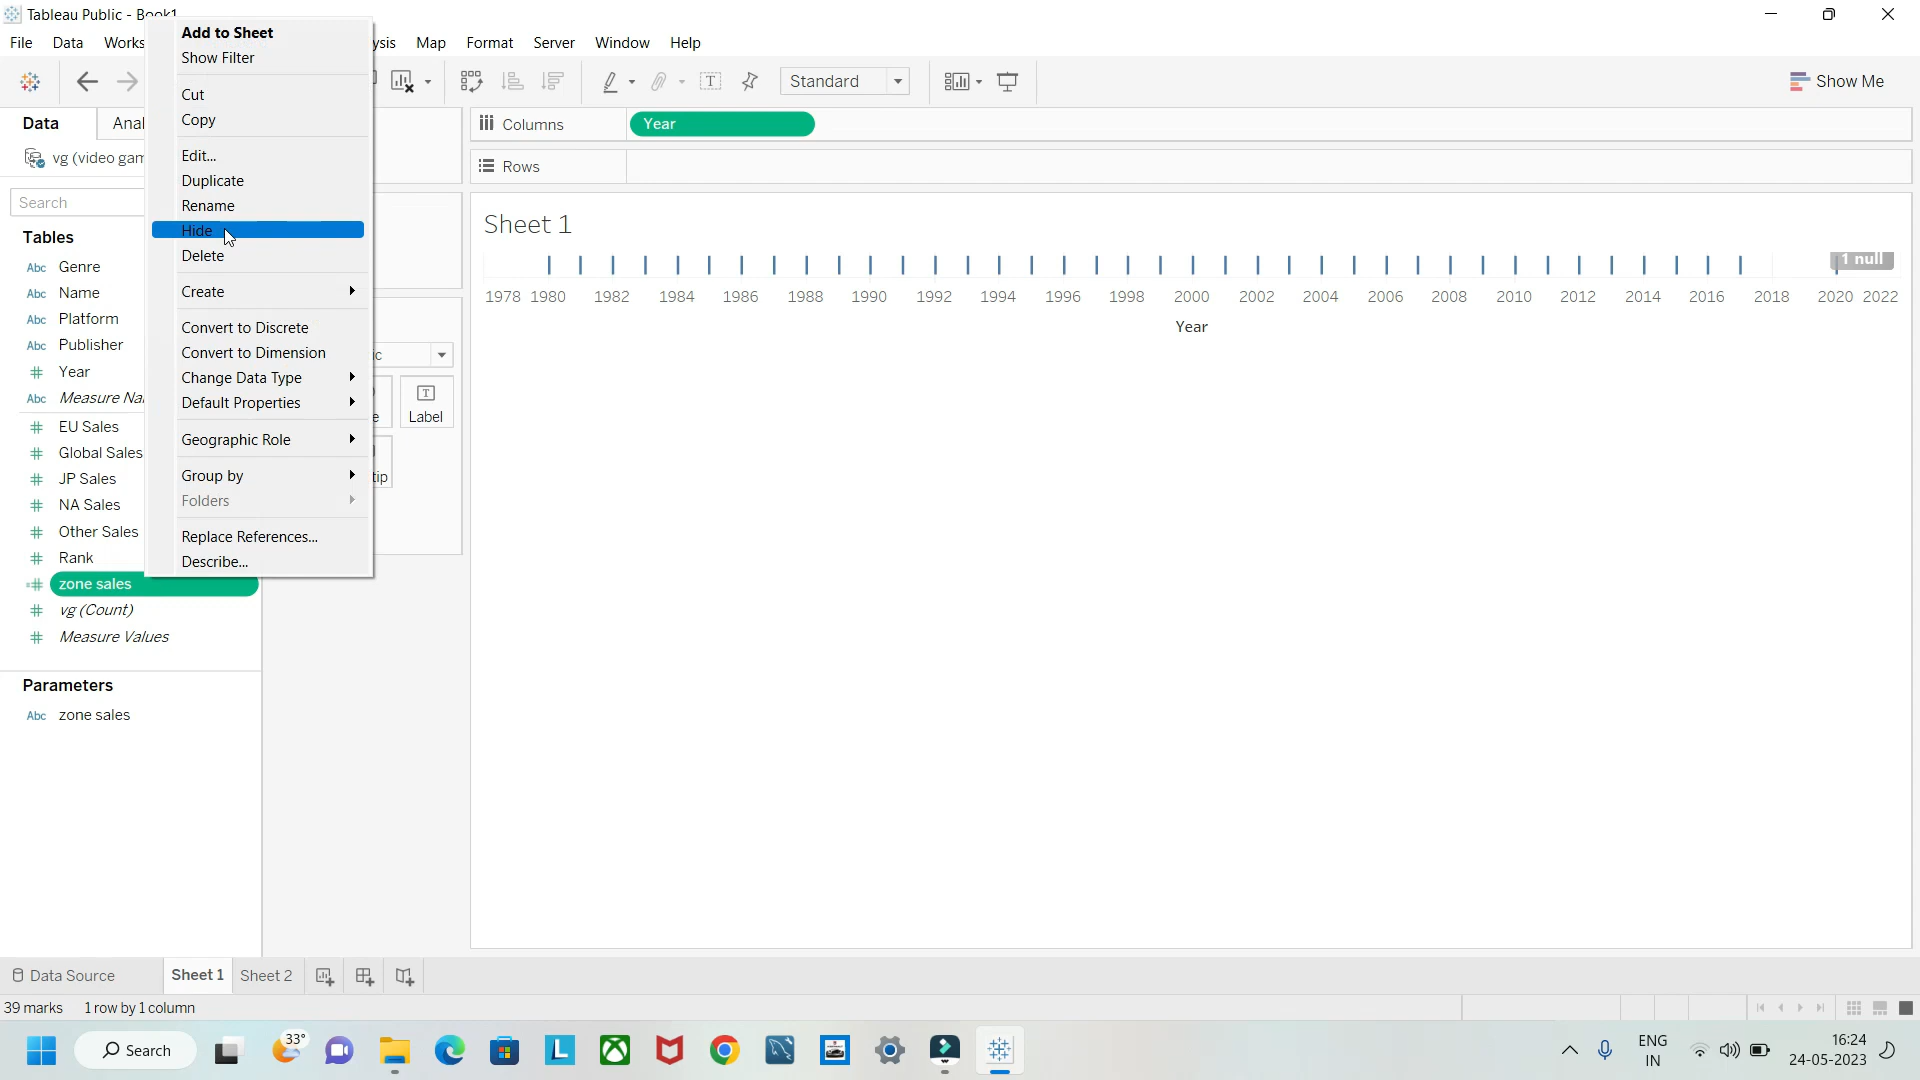 Tableau Public - Book1
File Data Works ysis Map Format Server Window Help
Add to Sheet
Show Filter
Cut
Copy
Edit...
Duplicate
Rename
Hide
Delete
Create
Convert to Discrete
Convert to Dimension
Change Data Type
Default Properties
Geographic Role
Group by
Folders
Replace References...
Describe...
Standard
Show Me
Data Anal
vg (video gam
Search
Tables
Abc Genre
Abc Name
Abc Platform
Abc Publisher
# Year
Abc Measure Na
# EU Sales
# Global Sales
# JP Sales
# NA Sales
# Other Sales
# Rank
=# zone sales
# vg (Count)
# Measure Values
Parameters
Abc zone sales
ic
e
T Label
tip
Columns Year
Rows
Sheet 1
1 null
1978 1980 1982 1984 1986 1988 1990 1992 1994 1996 1998 2000 2002 2004 2006 2008 2010 2012 2014 2016 2018 2020 2022
Year
Data Source Sheet 1 Sheet 2
39 marks 1 row by 1 column
Search
33°
ENG
IN
16:24
24-05-2023